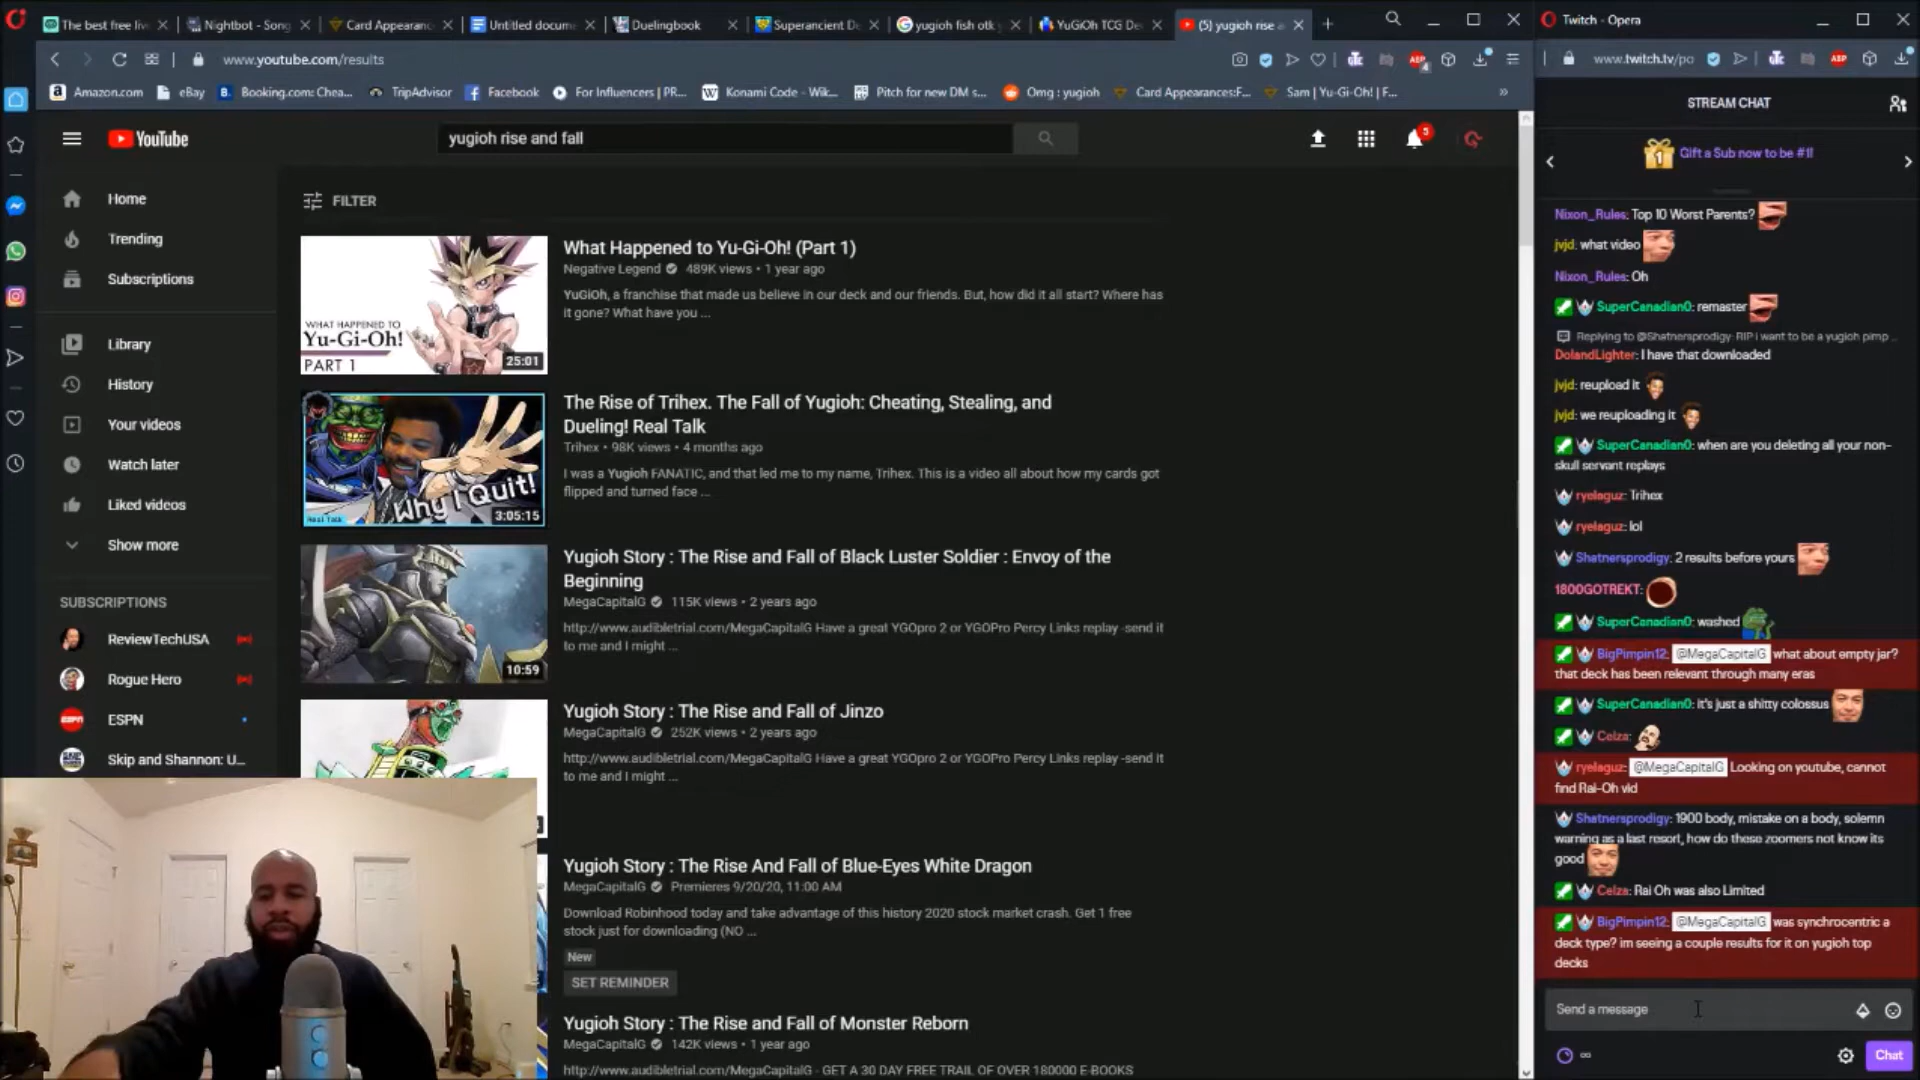 The best free liv
Nightbot - Song
Card Appearanc
Untitled docum
Duelingbook
Superancient De
yugioh fish otk
YuGiOh TCG De
(5) yugioh rise a
Twitch - Opera
www.youtube.com/results
www.twitch.tv/po
Amazon.com
eBay
Booking.com: Chea...
TripAdvisor
Facebook
For Influencers | PR...
Konami Code - Wik...
Pitch for new DM s...
Omg : yugioh
Card Appearances:F...
Sam | Yu-Gi-Oh! | F...
STREAM CHAT
YouTube
yugioh rise and fall
5
Gift a Sub now to be #1!
Home
Trending
Subscriptions
Library
History
Your videos
Watch later
Liked videos
Show more
SUBSCRIPTIONS
ReviewTechUSA
Rogue Hero
ESPN
Skip and Shannon: U...
FILTER
WHAT HAPPENED TO
Yu-Gi-Oh!
PART 1
25:01
What Happened to Yu-Gi-Oh! (Part 1)
Negative Legend 489K views • 1 year ago
YuGiOh, a franchise that made us believe in our deck and our friends. But, how did it all start? Where has
it gone? What have you ...
Why I Quit!
Real Talk
3:05:15
The Rise of Trihex. The Fall of Yugioh: Cheating, Stealing, and
Dueling! Real Talk
Trihex • 98K views • 4 months ago
I was a Yugioh FANATIC, and that led me to my name, Trihex. This is a video all about how my cards got
flipped and turned face ...
10:59
Yugioh Story : The Rise and Fall of Black Luster Soldier : Envoy of the
Beginning
MegaCapitalG 115K views • 2 years ago
http://www.audibletrial.com/MegaCapitalG Have a great YGOPro 2 or YGOPro Percy Links replay -send it
to me and I might ...
Yugioh Story : The Rise and Fall of Jinzo
MegaCapitalG 252K views • 2 years ago
http://www.audibletrial.com/MegaCapitalG Have a great YGOpro 2 or YGOPro Percy Links replay -send it
to me and I might ...
Yugioh Story : The Rise And Fall of Blue-Eyes White Dragon
MegaCapitalG Premieres 9/20/20, 11:00 AM
Download Robinhood today and take advantage of this history 2020 stock market crash. Get 1 free
stock just for downloading (NO ...
New
SET REMINDER
Yugioh Story : The Rise and Fall of Monster Reborn
MegaCapitalG 142K views • 1 year ago
http://www.audibletrial.com/MegaCapitalG - GET A 30 DAY FREE TRAIL OF OVER 180000 E-BOOKS
Nixon_Rules: Top 10 Worst Parents?
jvjd: what video
Nixon_Rules: Oh
SuperCanadian0: remaster
Replying to @Shatnersprodigy: RIP i want to be a yugioh pimp ...
DolandLighter: I have that downloaded
jvjd: reupload it
jvjd: we reuploading it
SuperCanadian0: when are you deleting all your non-
skull servant replays
ryelaguz: Trihex
ryelaguz: lol
Shatnersprodigy: 2 results before yours
1800GOTREKT:
SuperCanadian0: washed
BigPimpin12: @MegaCapitalG what about empty jar?
that deck has been relevant through many eras
SuperCanadian0: it's just a shitty colossus
Celza:
ryelaguz: @MegaCapitalG Looking on youtube, cannot
find Rai-Oh vid
Shatnersprodigy: 1900 body, mistake on a body, solemn
warning as a last resort, how do these zoomers not know its
good
Celza: Rai Oh was also Limited
BigPimpin12: @MegaCapitalG was synchrocentric a
deck type? im seeing a couple results for it on yugioh top
decks
Send a message
Chat